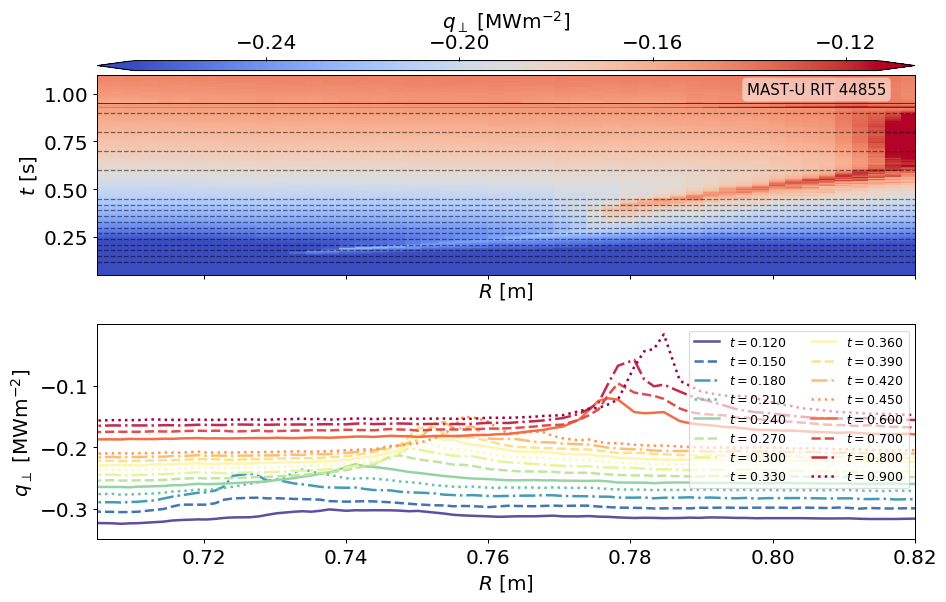 q⊥ [MWm⁻²]
−0.24 −0.20 −0.16 −0.12
MAST-U RIT 44855
1.00
0.75
0.50
0.25
t [s]
R [m]
−0.1
−0.2
−0.3
q⊥ [MWm⁻²]
t = 0.120
t = 0.150
t = 0.180
t = 0.210
t = 0.240
t = 0.270
t = 0.300
t = 0.330
t = 0.360
t = 0.390
t = 0.420
t = 0.450
t = 0.600
t = 0.700
t = 0.800
t = 0.900
0.72 0.74 0.76 0.78 0.80 0.82
R [m]